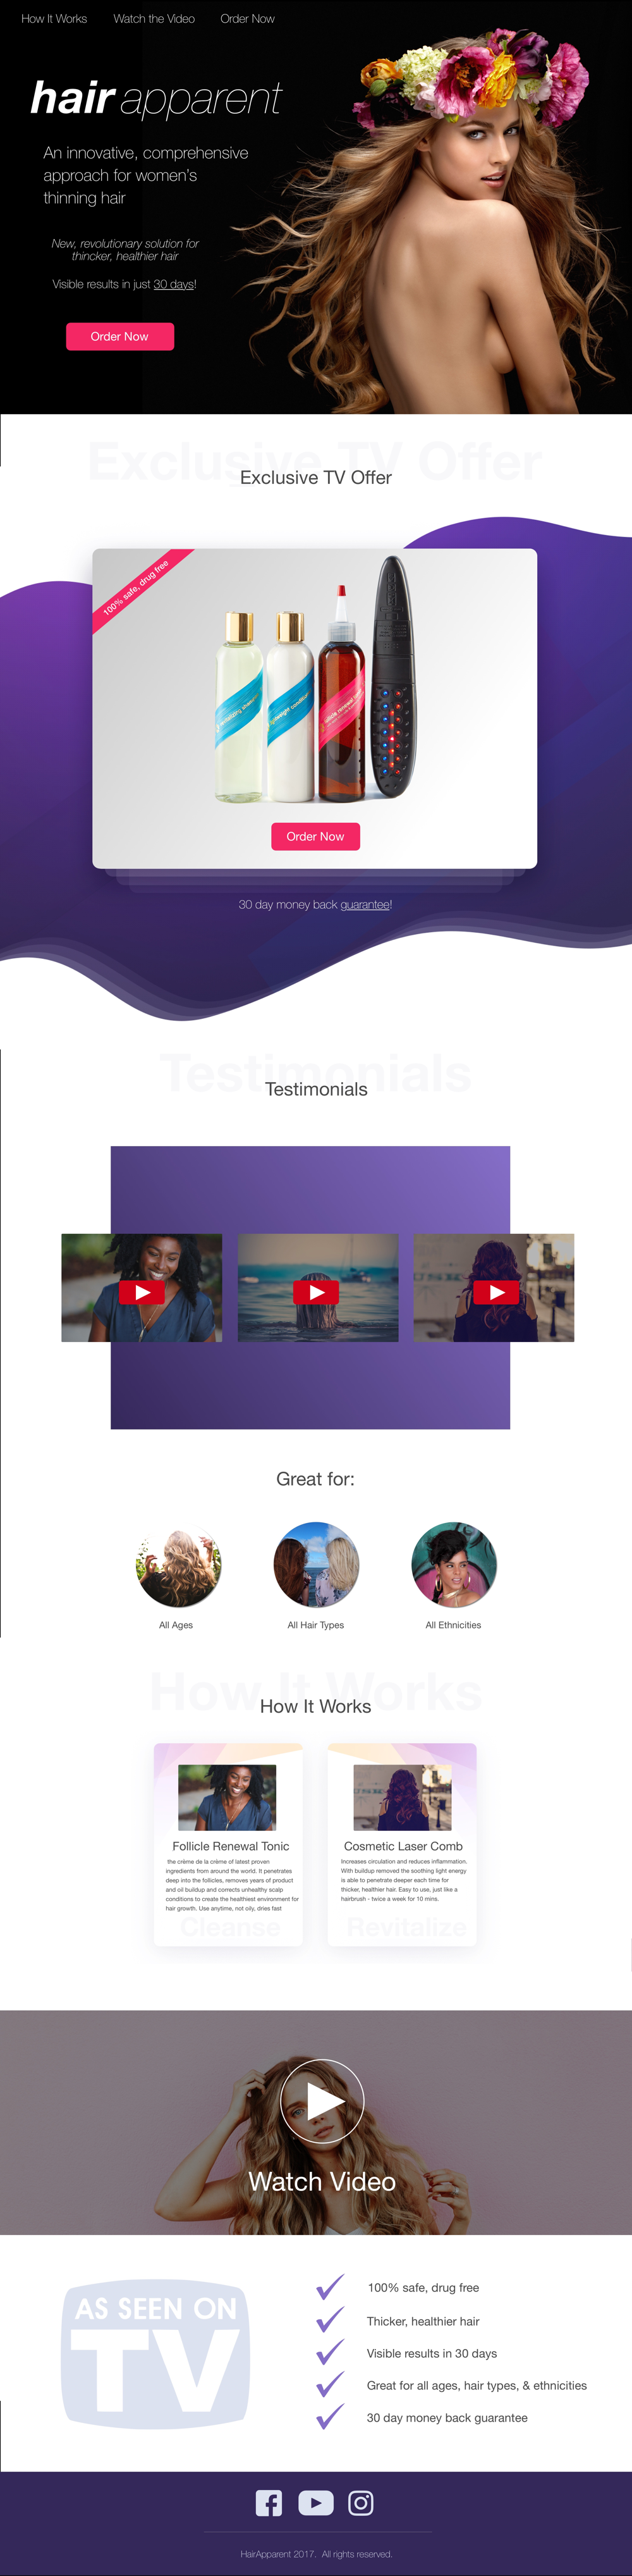 How It Works Watch the Video Order Now
hair apparent
An innovative, comprehensive
approach for women's
thinning hair
New, revolutionary solution for
thincker, healthier hair
Visible results in just 30 days!
Order Now
Exclusive TV Offer
Exclusive TV Offer
100% safe, drug free
Order Now
30 day money back guarantee!
Testimonials
Testimonials
Great for:
All Ages All Hair Types All Ethnicities
How It Works
How It Works
Follicle Renewal Tonic
the crème de la crème of latest proven
ingredients from around the world. It penetrates
deep into the follicles, removes years of product
and oil buildup and corrects unhealthy scalp
conditions to create the healthiest environment for
hair growth. Use anytime, not oily, dries fast
Cleanse
Cosmetic Laser Comb
Increases circulation and reduces inflammation.
With buildup removed the soothing light energy
is able to penetrate deeper each time for
thicker, healthier hair. Easy to use, just like a
hairbrush - twice a week for 10 mins.
Revitalize
Watch Video
AS SEEN ON
TV
100% safe, drug free
Thicker, healthier hair
Visible results in 30 days
Great for all ages, hair types, & ethnicities
30 day money back guarantee
HairApparent 2017. All rights reserved.